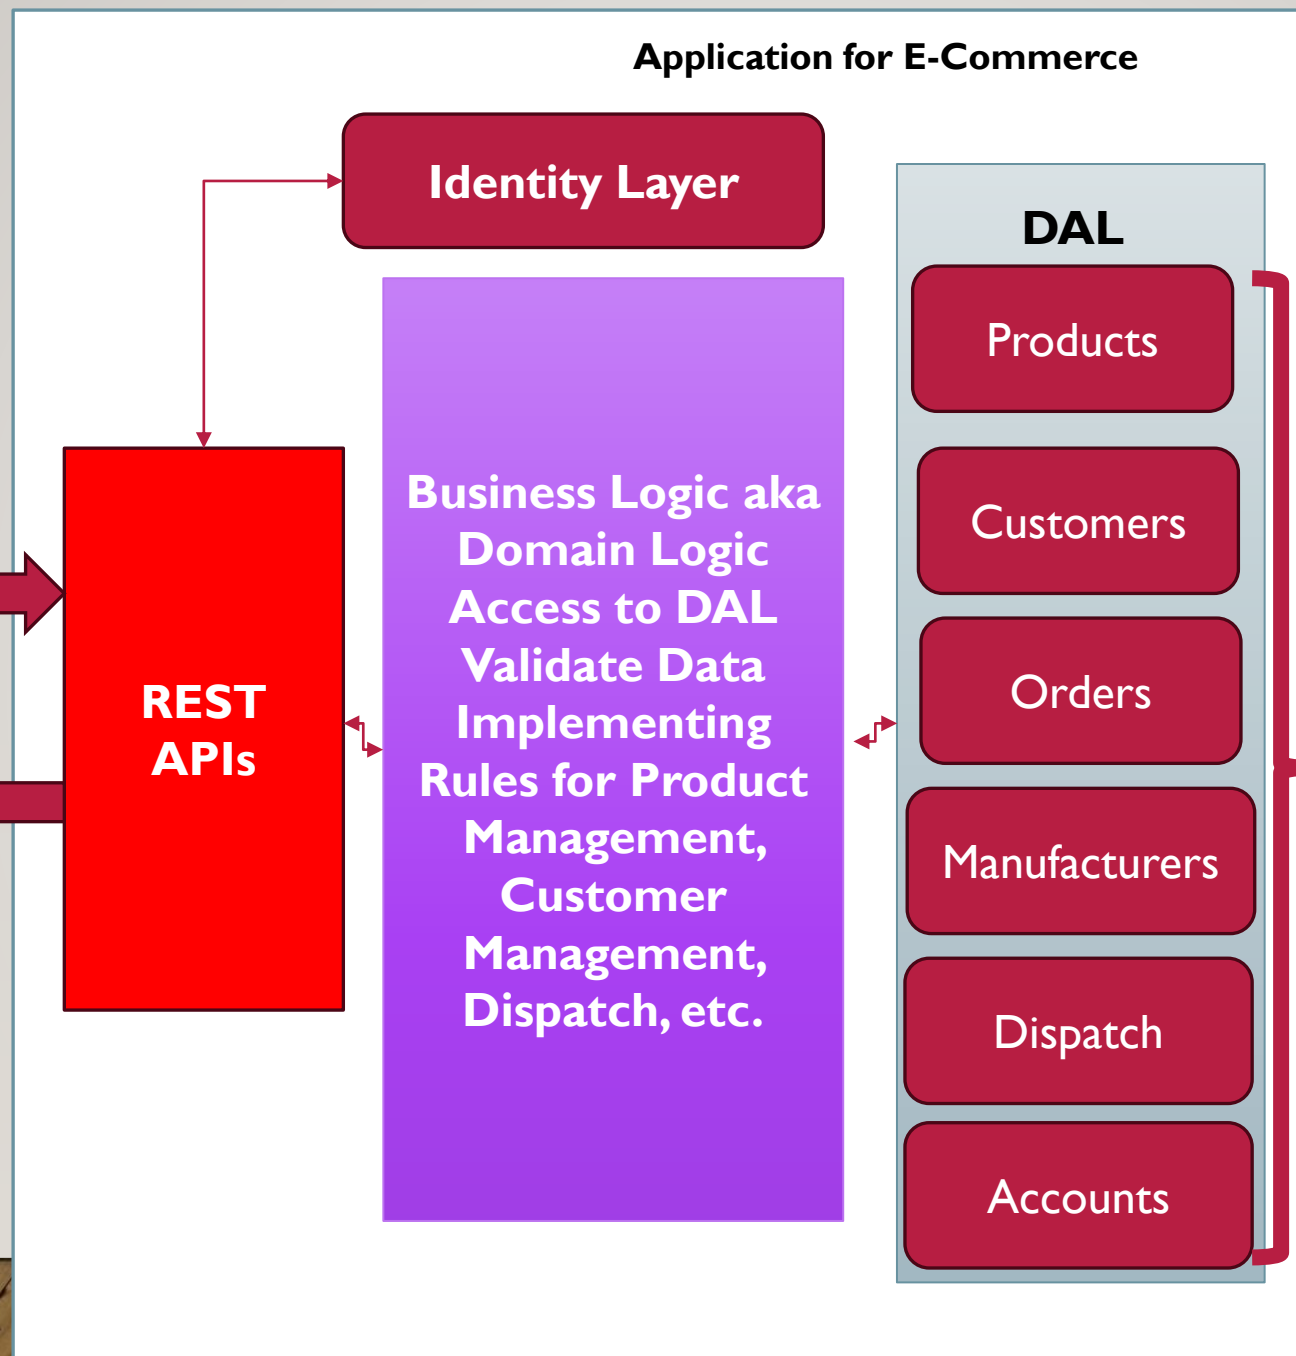 Application for E-Commerce
Identity Layer
DAL
Products
Customers
Orders
Manufacturers
Dispatch
Accounts
REST
APIs
Business Logic aka
Domain Logic
Access to DAL
Validate Data
Implementing
Rules for Product
Management,
Customer
Management,
Dispatch, etc.